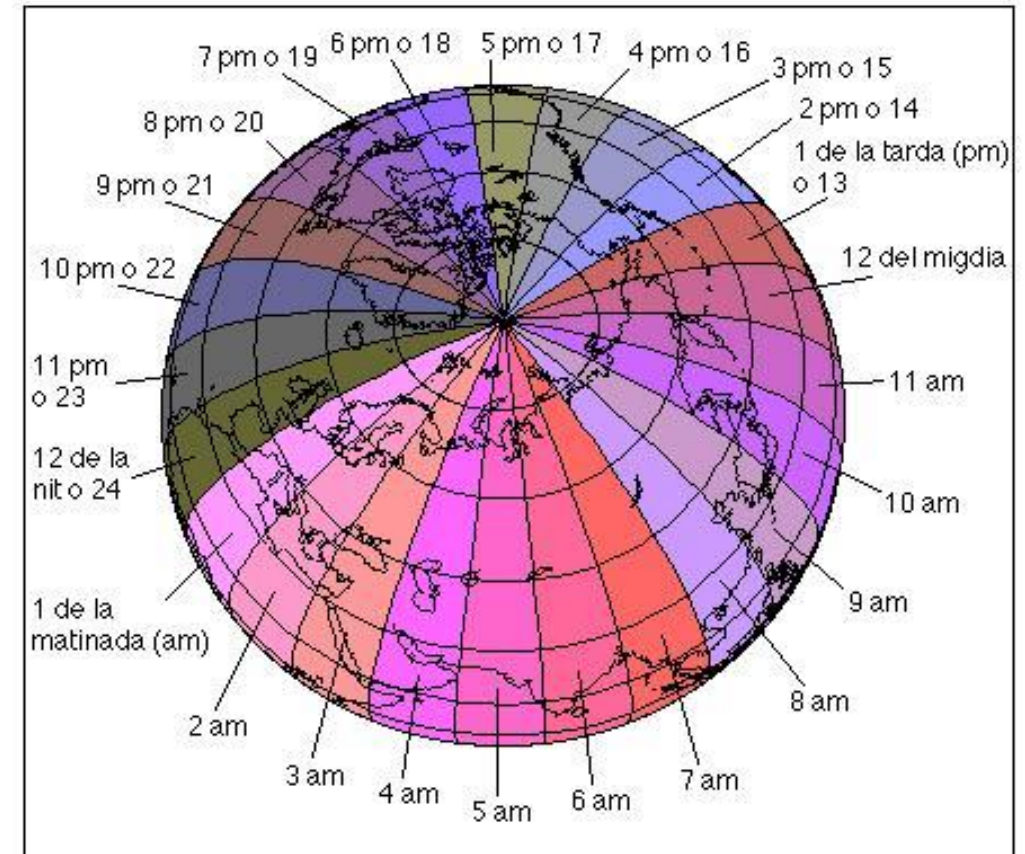 6 pm o 18
5 pm o 17
4 pm o 16
7 pm o 19
3 pm o 15
8 pm o 20
2 pm o 14
1 de la tarda (pm)
o 13
9 pm o 21
12 del migdia
10 pm o 22
11 pm
o 23
11 am
12 de la
nit o 24
10 am
9 am
1 de la
matinada (am)
8 am
2 am
3 am
4 am
5 am
6 am
7 am